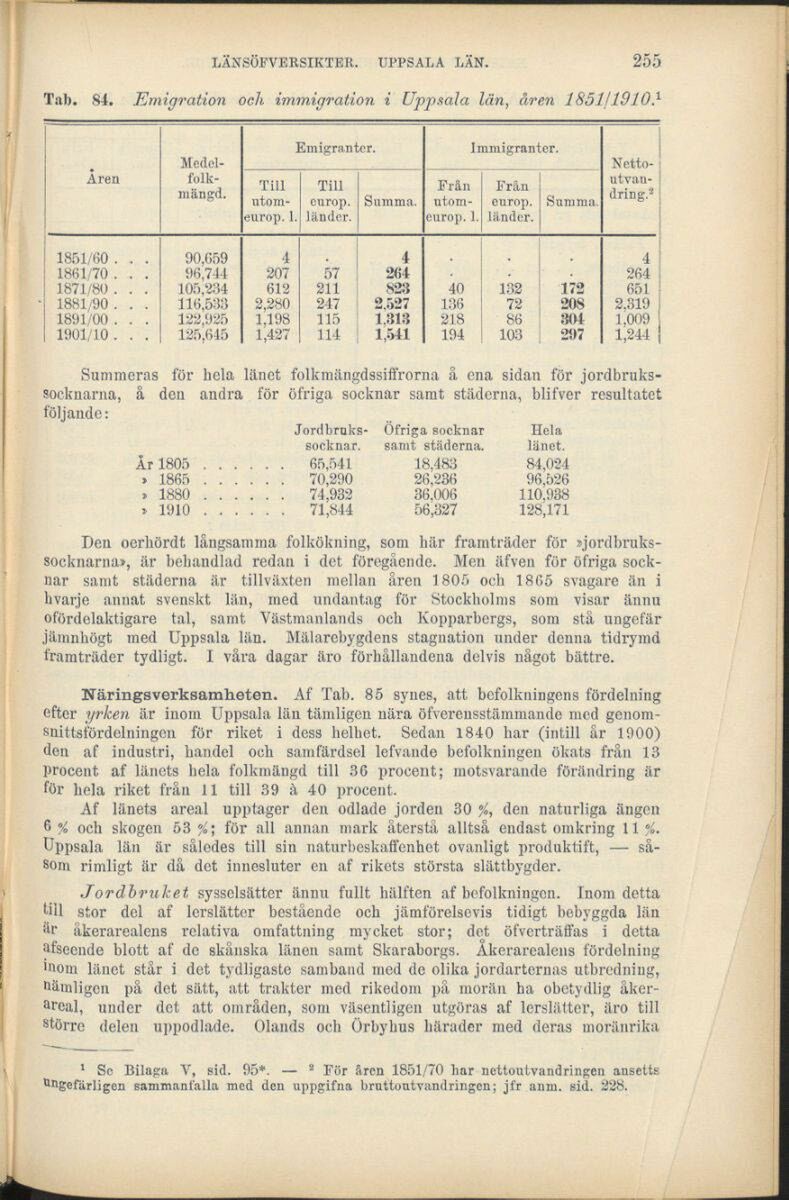 LÄNSÖFVERSIKTER. UPPSALA LÄN. 255
Tab. 84. Emigration och immigration i Uppsala län, åren 1851/1910.¹
Åren Medel-folk-mängd. Emigranter. Immigranter. Netto-utvan-dring.²
Till utom-europ. l. Till europ. länder. Summa. Från utom-europ. l. Från europ. länder. Summa.
1851/60 . . . 90,659 4 . 4 . . . 4
1861/70 . . . 96,744 207 57 264 . . . 264
1871/80 . . . 105,234 612 211 823 40 132 172 651
1881/90 . . . 116,533 2,280 247 2,527 136 72 208 2,319
1891/00 . . . 122,925 1,198 115 1,313 218 86 304 1,009
1901/10 . . . 125,645 1,427 114 1,541 194 103 297 1,244
Summeras för hela länet folkmängdssiffrorna å ena sidan för jordbruks-
socknarna, å den andra för öfriga socknar samt städerna, blifver resultatet
följande:
Jordbruks- Öfriga socknar Hela
socknar. samt städerna. länet.
År 1805 . . . . . . 65,541 18,483 84,024
» 1865 . . . . . . 70,290 26,236 96,526
» 1880 . . . . . . 74,932 36,006 110,938
» 1910 . . . . . . 71,844 56,327 128,171
Den oerhördt långsamma folkökning, som här framträder för »jordbruks-
socknarna», är behandlad redan i det föregående. Men äfven för öfriga sock-
nar samt städerna är tillväxten mellan åren 1805 och 1865 svagare än i
hvarje annat svenskt län, med undantag för Stockholms som visar ännu
ofördelaktigare tal, samt Västmanlands och Kopparbergs, som stå ungefär
jämnhögt med Uppsala län. Mälarebygdens stagnation under denna tidrymd
framträder tydligt. I våra dagar äro förhållandena delvis något bättre.
Näringsverksamheten. Af Tab. 85 synes, att befolkningens fördelning
efter yrken är inom Uppsala län tämligen nära öfverensstämmande med genom-
snittsfördelningen för riket i dess helhet. Sedan 1840 har (intill år 1900)
den af industri, handel och samfärdsel lefvande befolkningen ökats från 13
procent af länets hela folkmängd till 36 procent; motsvarande förändring är
för hela riket från 11 till 39 à 40 procent.
Af länets areal upptager den odlade jorden 30 %, den naturliga ängen
6 % och skogen 53 %; för all annan mark återstå alltså endast omkring 11 %.
Uppsala län är således till sin naturbeskaffenhet ovanligt produktift, — så-
som rimligt är då det innesluter en af rikets största slättbygder.
Jordbruket sysselsätter ännu fullt hälften af befolkningen. Inom detta
till stor del af lerslätter bestående och jämförelsevis tidigt bebyggda län
är åkerarealens relativa omfattning mycket stor; det öfverträffas i detta
afseende blott af de skånska länen samt Skaraborgs. Åkerarealens fördelning
inom länet står i det tydligaste samband med de olika jordarternas utbredning,
nämligen på det sätt, att trakter med rikedom på morän ha obetydlig åker-
areal, under det att områden, som väsentligen utgöras af lerslätter, äro till
större delen uppodlade. Olands och Örbyhus härader med deras moränrika
¹ Se Bilaga V, sid. 95*. — ² För åren 1851/70 har nettoutvandringen ansetts
ungefärligen sammanfalla med den uppgifna bruttoutvandringen; jfr anm. sid. 228.